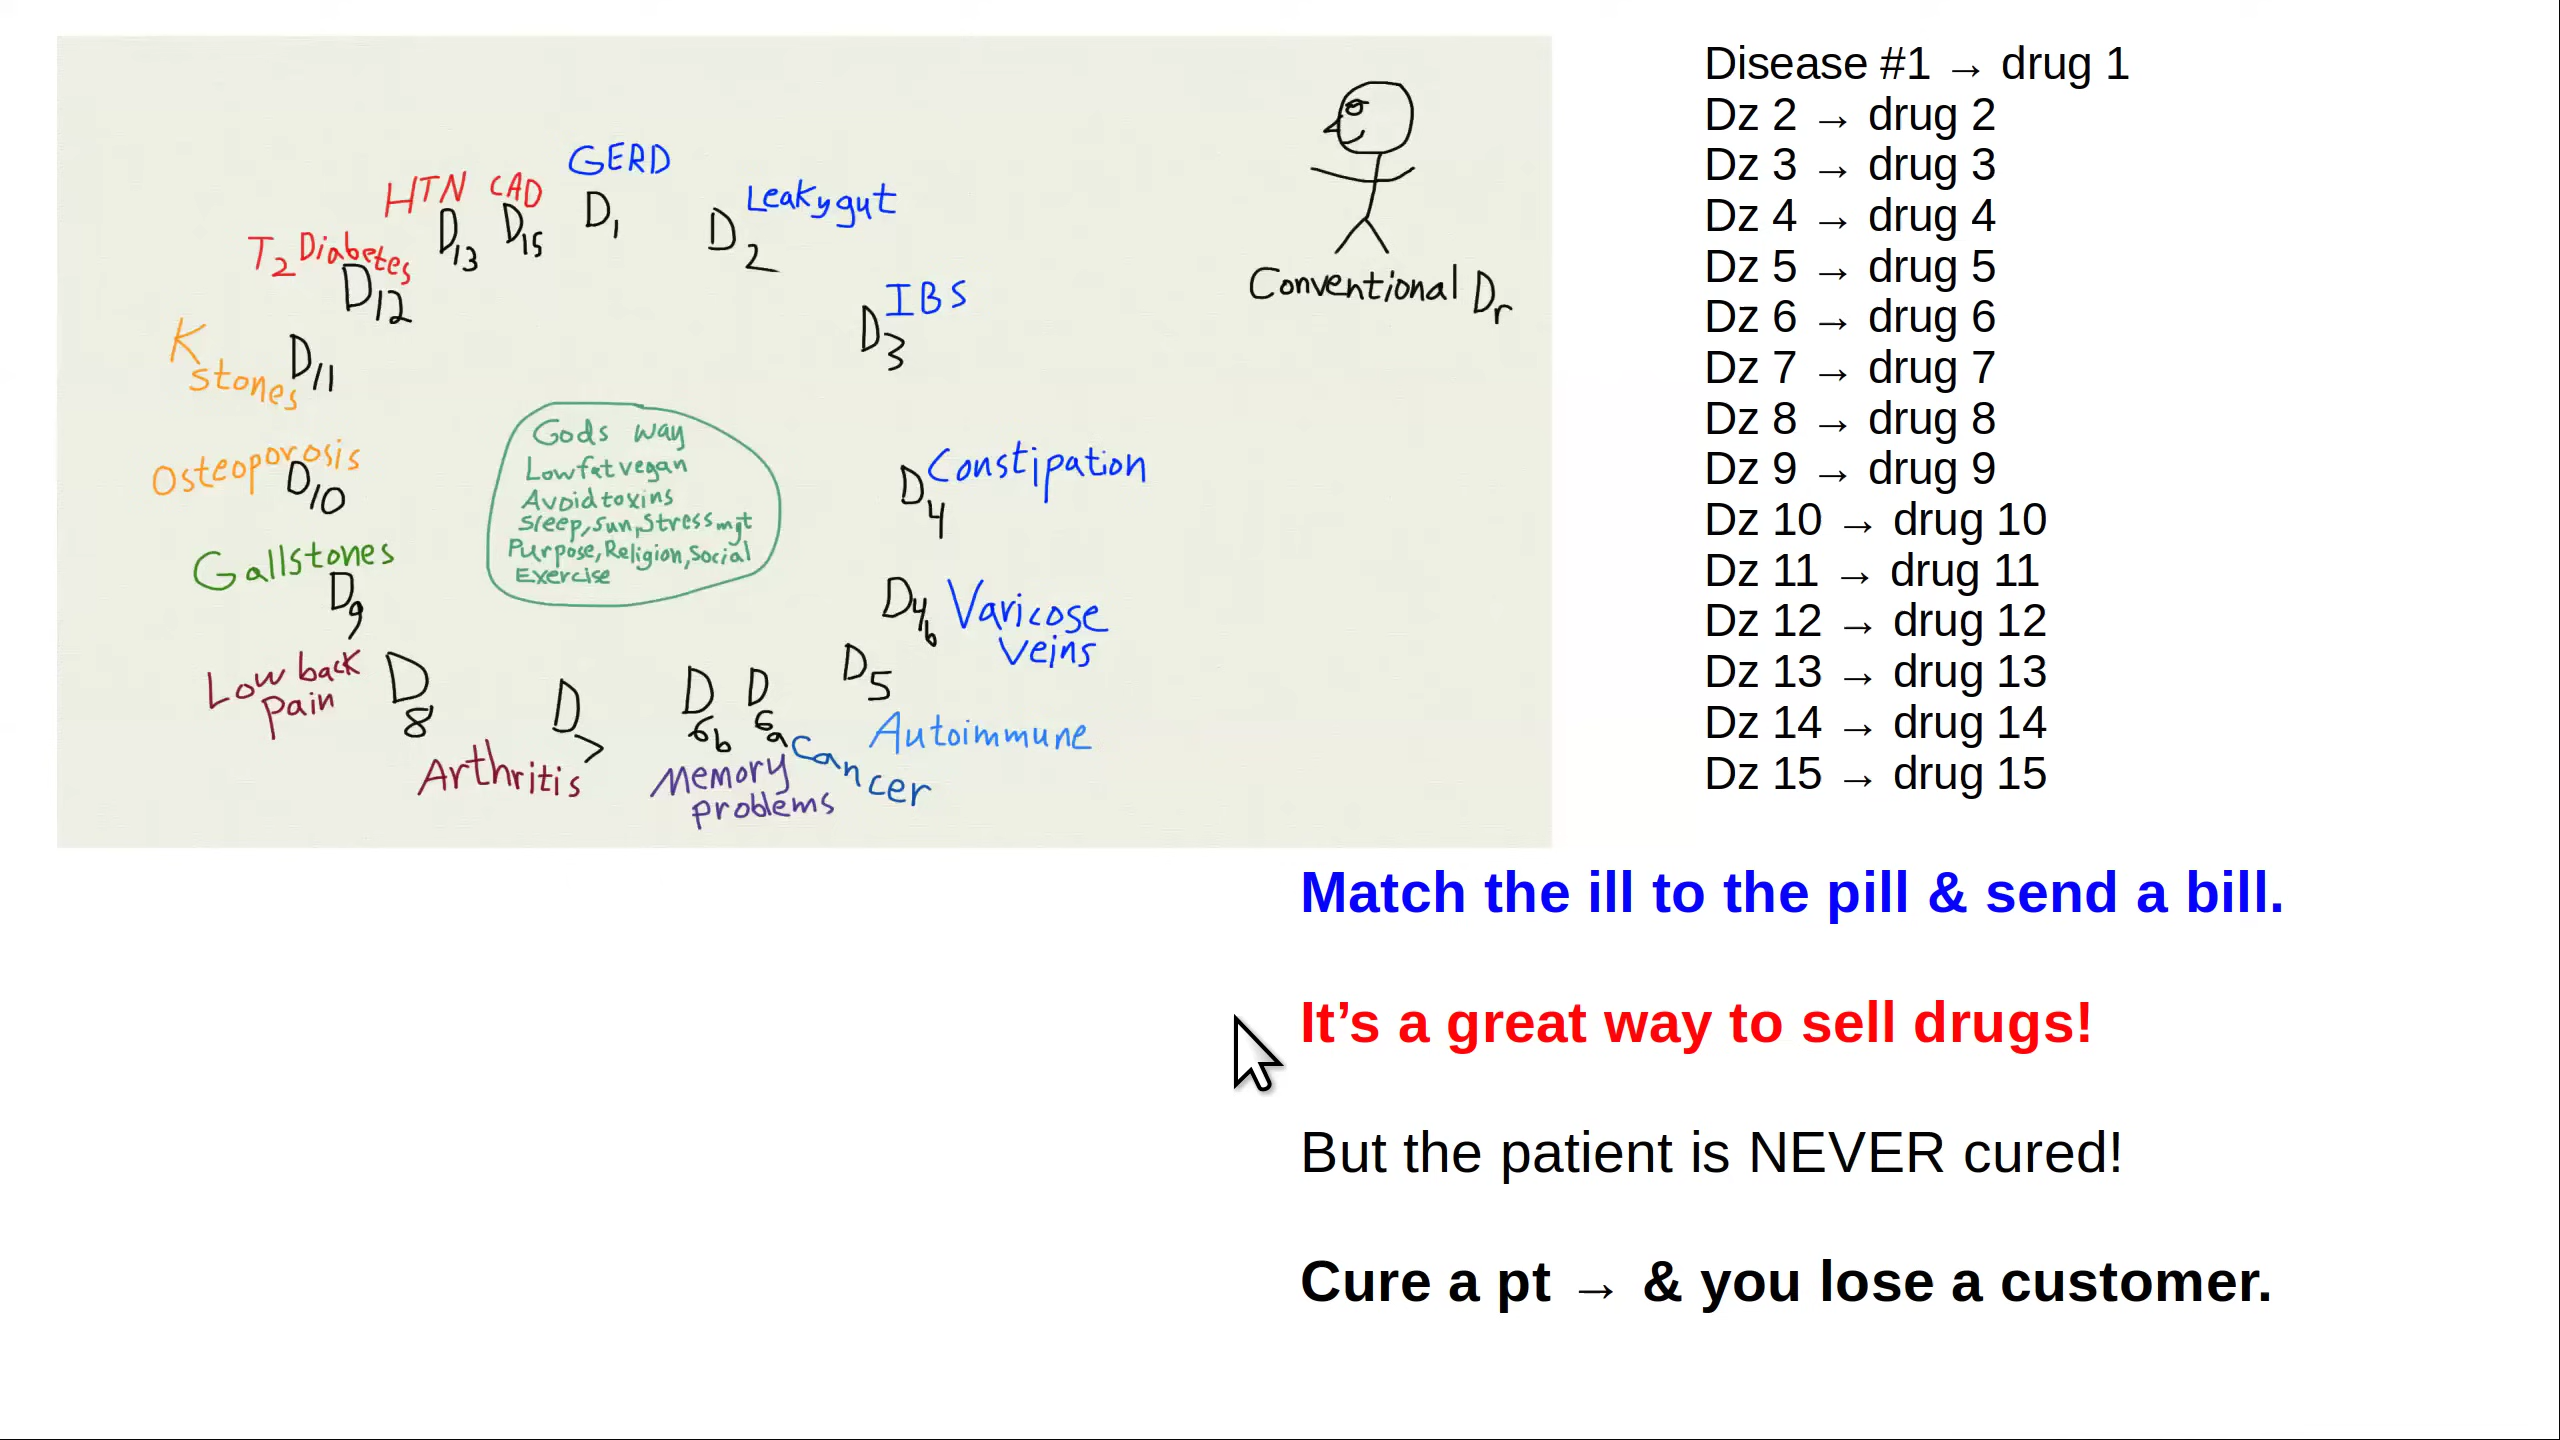 GERD
HTN CAD
D13 D15 D1
Leaky gut
D2
T2 Diabetes
D12
IBS
D3
K
stones
D11
Conventional Dr
Gods way
Lowfat vegan
Avoid toxins
Sleep, Sun, Stress mgt
Purpose, Religion, Social
Exercise
Osteoporosis
D10
Constipation
D4
Gallstones
D9
D4b Varicose
veins
Low back
Pain
D8
D7
D6b D6a
D5
Arthritis
Memory
problems
Cancer
Autoimmune
Disease #1 → drug 1
Dz 2 → drug 2
Dz 3 → drug 3
Dz 4 → drug 4
Dz 5 → drug 5
Dz 6 → drug 6
Dz 7 → drug 7
Dz 8 → drug 8
Dz 9 → drug 9
Dz 10 → drug 10
Dz 11 → drug 11
Dz 12 → drug 12
Dz 13 → drug 13
Dz 14 → drug 14
Dz 15 → drug 15
Match the ill to the pill & send a bill.
It’s a great way to sell drugs!
But the patient is NEVER cured!
Cure a pt → & you lose a customer.